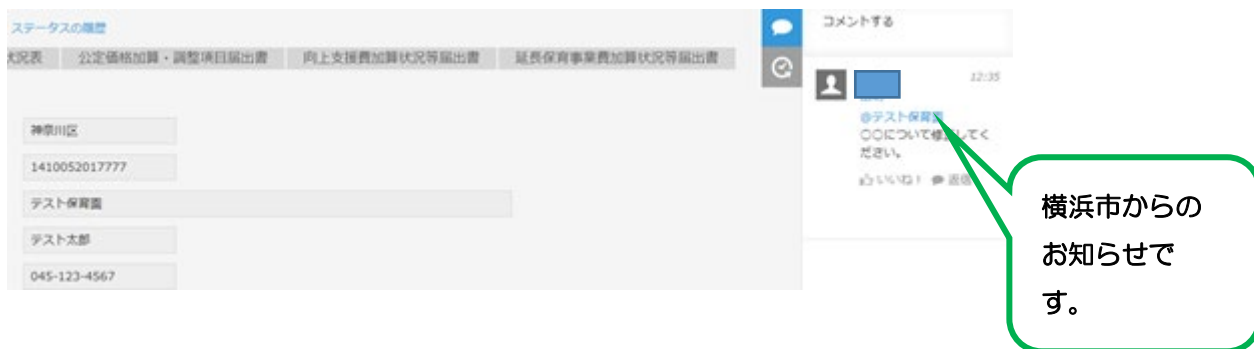 ステータスの履歴
状況表 公定価格加算・調整項目届出書 向上支援費加算状況等届出書 延長保育事業費加算状況等届出書
神奈川区
1410052017777
テスト保育園
テスト太郎
045-123-4567
コメントする
12:35
@テスト保育園
〇〇について修正してく
ださい。
いいね! 返信
横浜市からの
お知らせで
す。